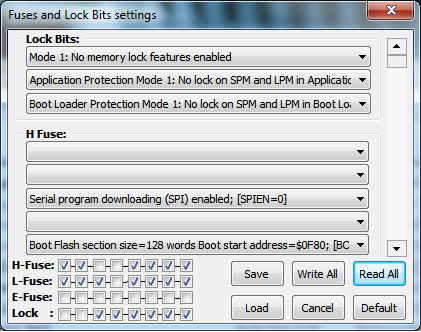 Fuses and Lock Bits settings
Lock Bits:
Mode 1: No memory lock features enabled
Application Protection Mode 1: No lock on SPM and LPM in Applicatio
Boot Loader Protection Mode 1: No lock on SPM and LPM in Boot Loa
H Fuse:
Serial program downloading (SPI) enabled; [SPIEN=0]
Boot Flash section size=128 words Boot start address=$0F80; [BO
H-Fuse:
L-Fuse:
E-Fuse:
Lock :
Save Write All Read All
Load Cancel Default